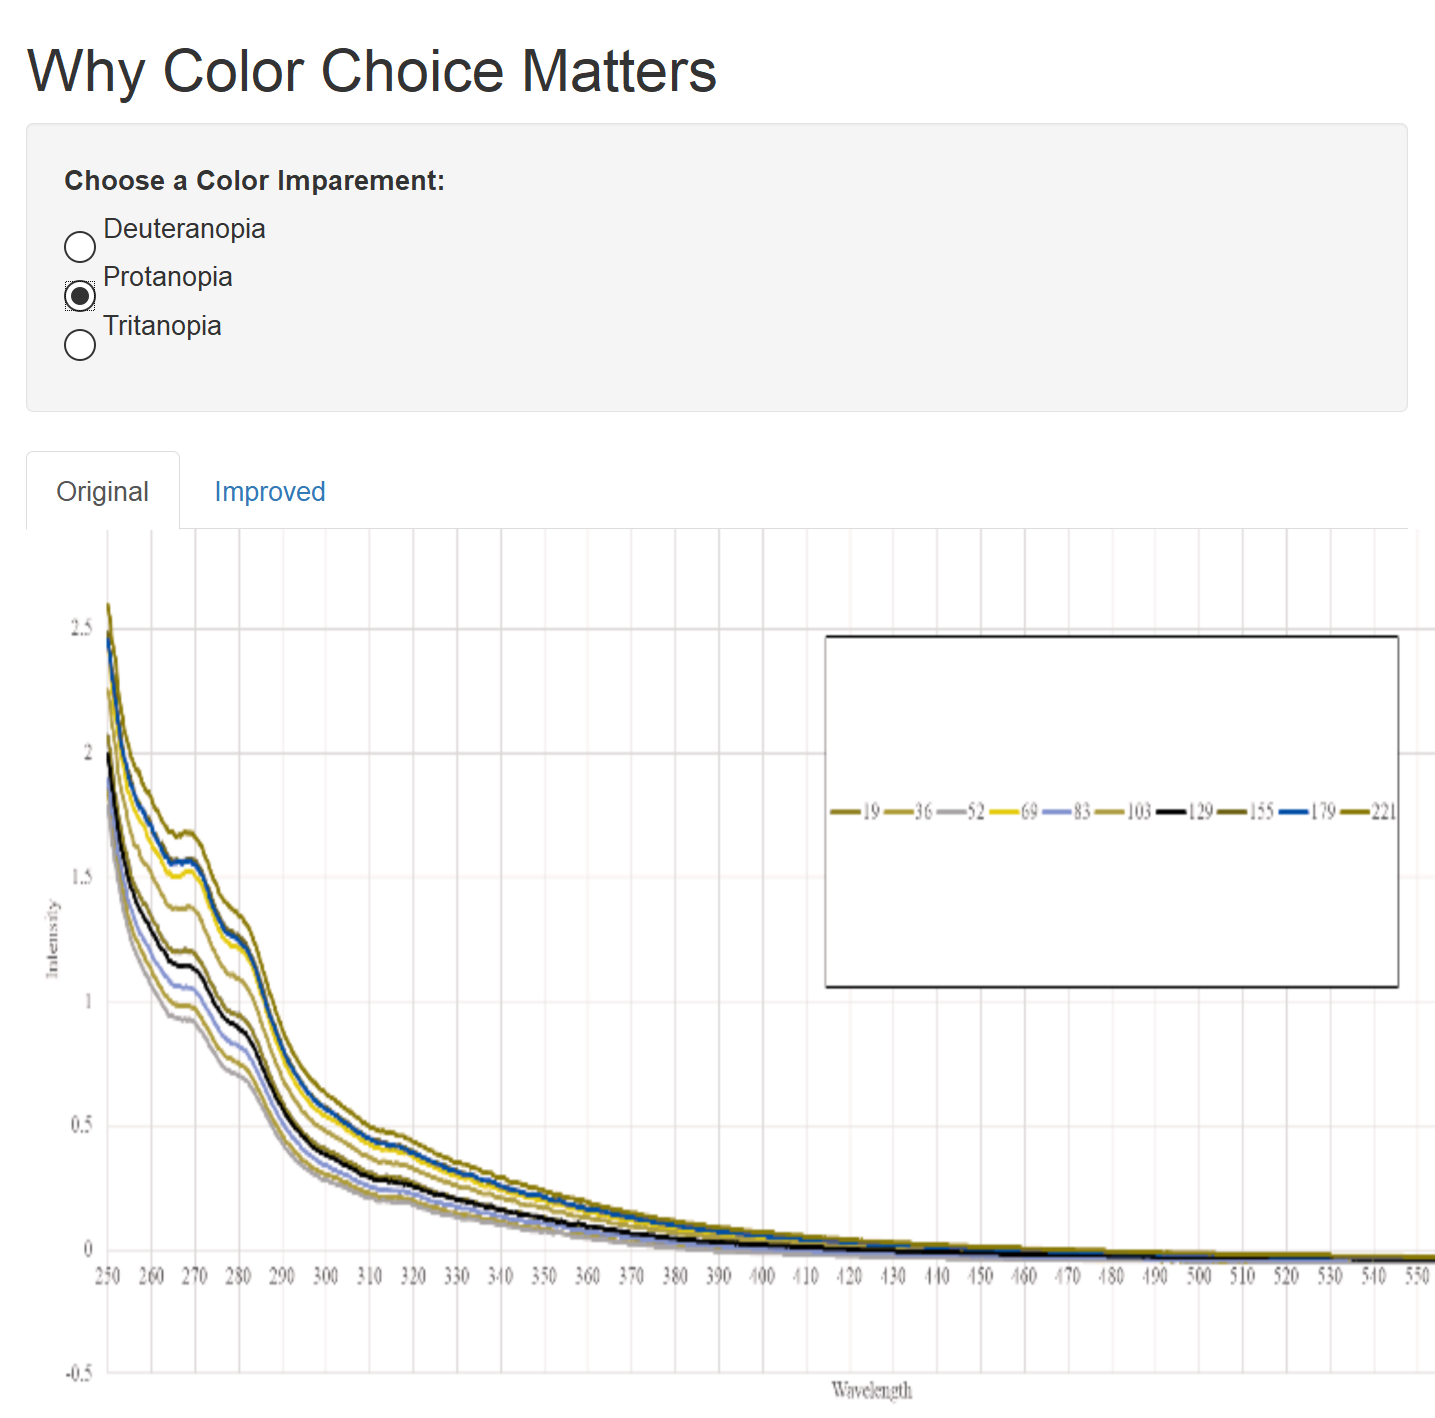 Why Color Choice Matters
Choose a Color Imparement:
Deuteranopia
Protanopia
Tritanopia
Original Improved
2.5
2
1.5
1
0.5
0
-0.5
Intensity
19 36 52 69 83 103 129 155 179 221
250 260 270 280 290 300 310 320 330 340 350 360 370 380 390 400 410 420 430 440 450 460 470 480 490 500 510 520 530 540 550
Wavelength